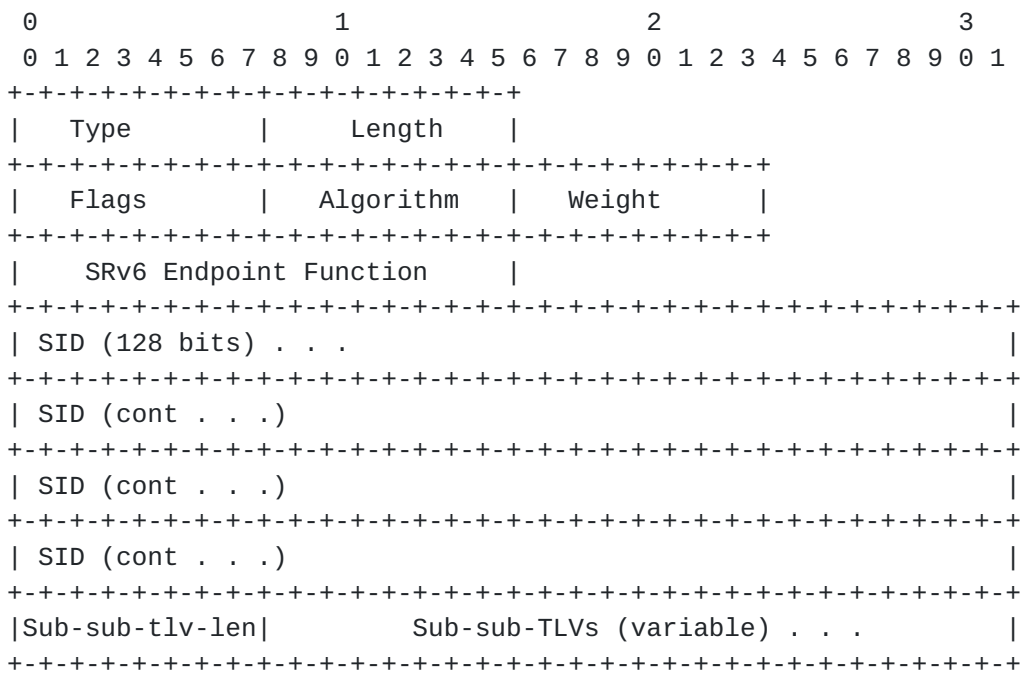 0                   1                   2                   3
 0 1 2 3 4 5 6 7 8 9 0 1 2 3 4 5 6 7 8 9 0 1 2 3 4 5 6 7 8 9 0 1
+-+-+-+-+-+-+-+-+-+-+-+-+-+-+-+-+
|   Type        |     Length    |
+-+-+-+-+-+-+-+-+-+-+-+-+-+-+-+-+-+-+-+-+-+-+-+-+
|   Flags       |   Algorithm   |   Weight      |
+-+-+-+-+-+-+-+-+-+-+-+-+-+-+-+-+-+-+-+-+-+-+-+-+
|    SRv6 Endpoint Function     |
+-+-+-+-+-+-+-+-+-+-+-+-+-+-+-+-+-+-+-+-+-+-+-+-+-+-+-+-+-+-+-+-+
| SID (128 bits) . . .                                          |
+-+-+-+-+-+-+-+-+-+-+-+-+-+-+-+-+-+-+-+-+-+-+-+-+-+-+-+-+-+-+-+-+
| SID (cont . . .)                                              |
+-+-+-+-+-+-+-+-+-+-+-+-+-+-+-+-+-+-+-+-+-+-+-+-+-+-+-+-+-+-+-+-+
| SID (cont . . .)                                              |
+-+-+-+-+-+-+-+-+-+-+-+-+-+-+-+-+-+-+-+-+-+-+-+-+-+-+-+-+-+-+-+-+
| SID (cont . . .)                                              |
+-+-+-+-+-+-+-+-+-+-+-+-+-+-+-+-+-+-+-+-+-+-+-+-+-+-+-+-+-+-+-+-+
|Sub-sub-tlv-len|         Sub-sub-TLVs (variable) . . .         |
+-+-+-+-+-+-+-+-+-+-+-+-+-+-+-+-+-+-+-+-+-+-+-+-+-+-+-+-+-+-+-+-+